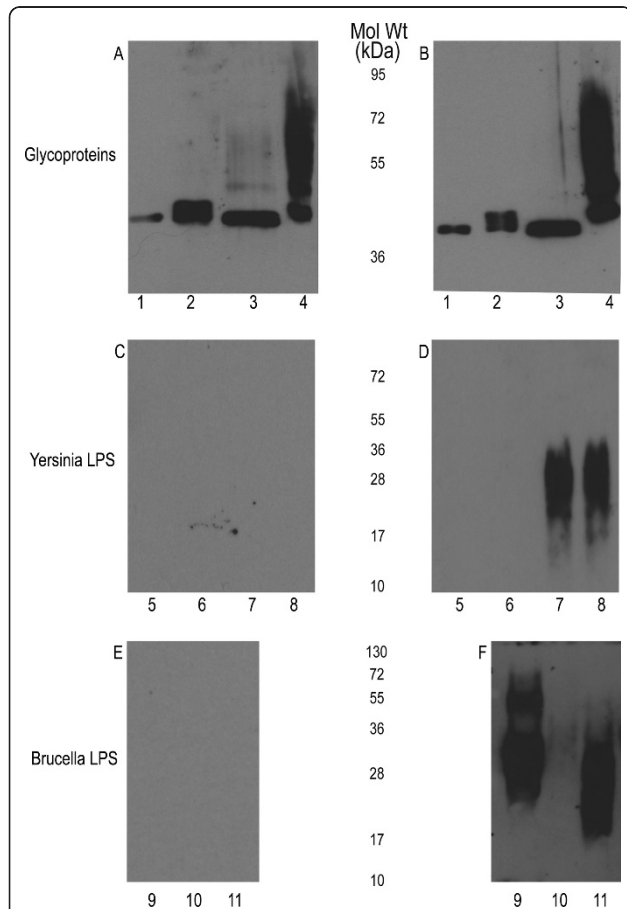 Mol Wt
(kDa)
A
B
95
72
Glycoproteins
55
36
1 2 3 4
1 2 3 4
C
D
72
55
36
Yersinia LPS
28
17
10
5 6 7 8
5 6 7 8
E
130
F
72
55
36
Brucella LPS
28
17
10
9 10 11
9 10 11